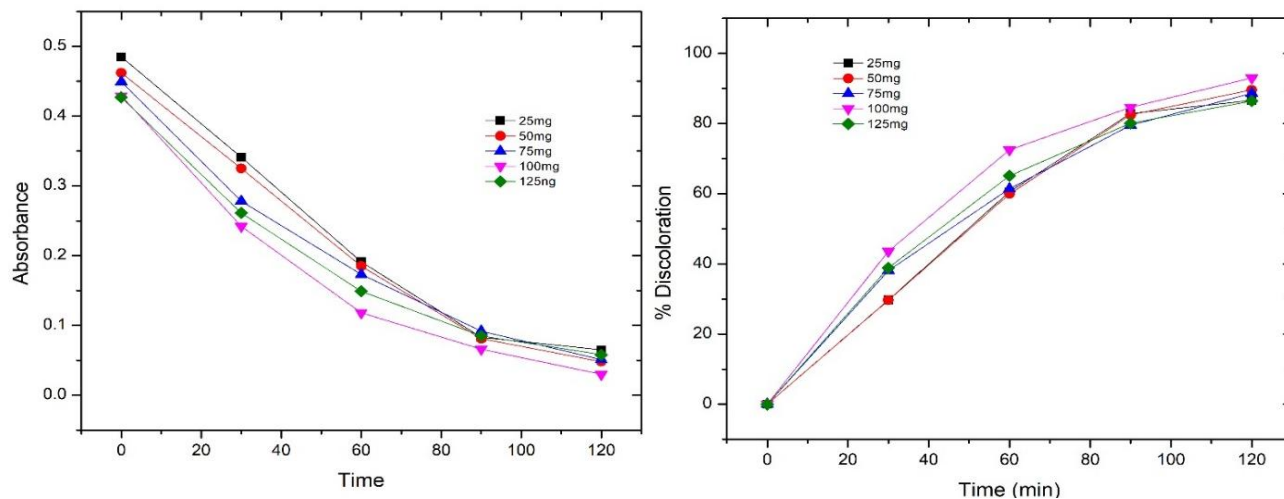 0.5
0.4
0.3
0.2
0.1
0.0
Absorbance
25mg
50mg
75mg
100mg
125ng
0 20 40 60 80 100 120
Time
100
80
60
40
20
0
% Discoloration
25mg
50mg
75mg
100mg
125mg
0 20 40 60 80 100 120
Time (min)